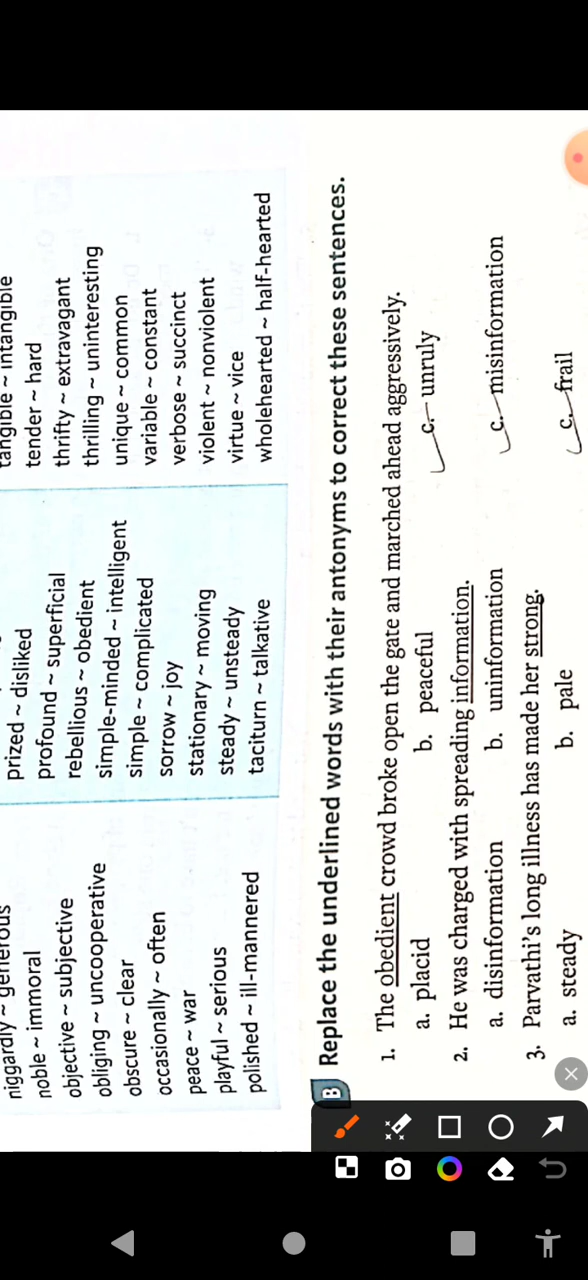 niggardly ~ generous
noble ~ immoral
objective ~ subjective
obliging ~ uncooperative
obscure ~ clear
occasionally ~ often
peace ~ war
playful ~ serious
polished ~ ill-mannered
prized ~ disliked
profound ~ superficial
rebellious ~ obedient
simple-minded ~ intelligent
simple ~ complicated
sorrow ~ joy
stationary ~ moving
steady ~ unsteady
taciturn ~ talkative
tangible ~ intangible
tender ~ hard
thrifty ~ extravagant
thrilling ~ uninteresting
unique ~ common
variable ~ constant
verbose ~ succinct
violent ~ nonviolent
virtue ~ vice
wholehearted ~ half-hearted
B Replace the underlined words with their antonyms to correct these sentences.
1. The obedient crowd broke open the gate and marched ahead aggressively.
a. placid b. peaceful c. unruly
2. He was charged with spreading information.
a. disinformation b. uninformation c. misinformation
3. Parvathi's long illness has made her strong.
a. steady b. pale c. frail